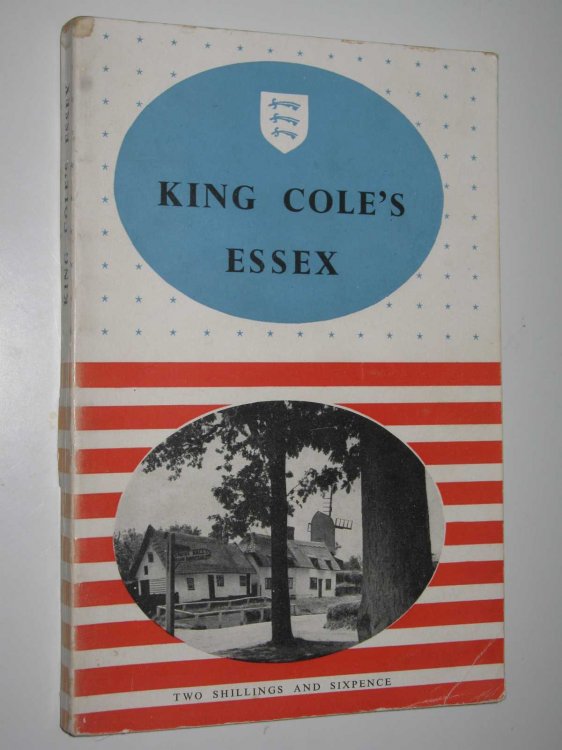 KING COLE'S
ESSEX
TWO SHILLINGS AND SIXPENCE
KING COLE'S ESSEX